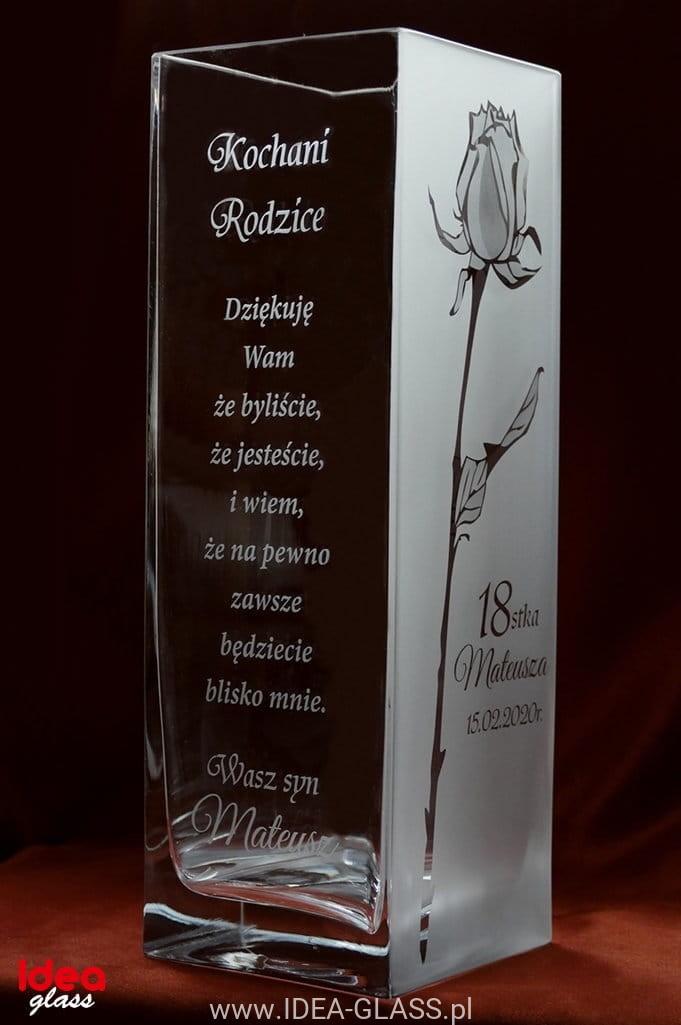 Kochani
Rodzice
Dziękuję
Wam
że byliście,
że jesteście,
i wiem,
że na pewno
zawsze
będziecie
blisko mnie.
Wasz syn
Mateusz
18stka
Mateusza
15.02.2020r.
Idea
glass
www.IDEA-GLASS.pl